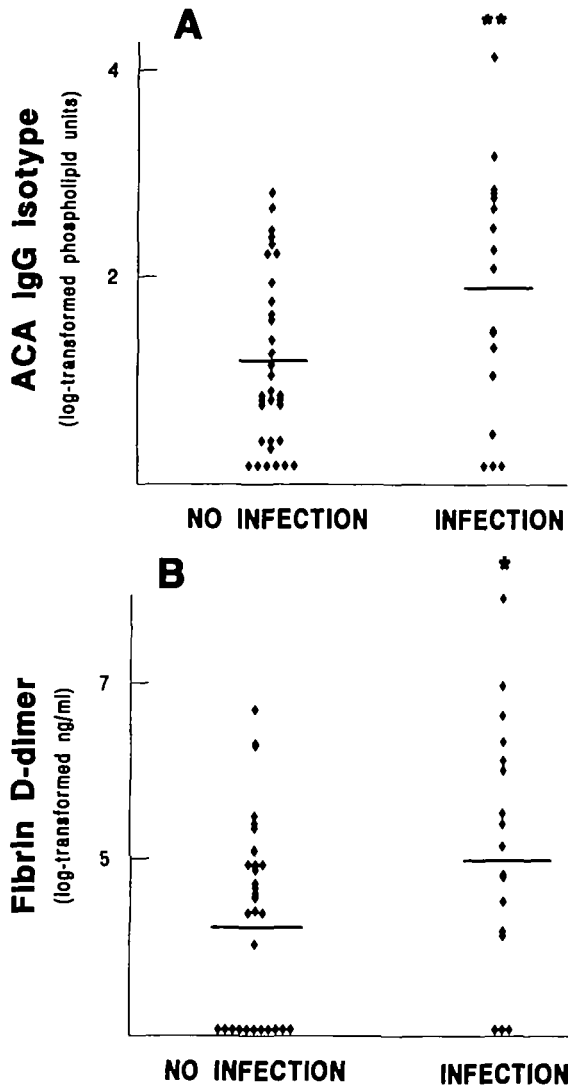 A
**
ACA IgG isotype
(log-transformed phospholipid units)
4
2
NO INFECTION INFECTION
B
*
Fibrin D-dimer
(log-transformed ng/ml)
7
5
NO INFECTION INFECTION